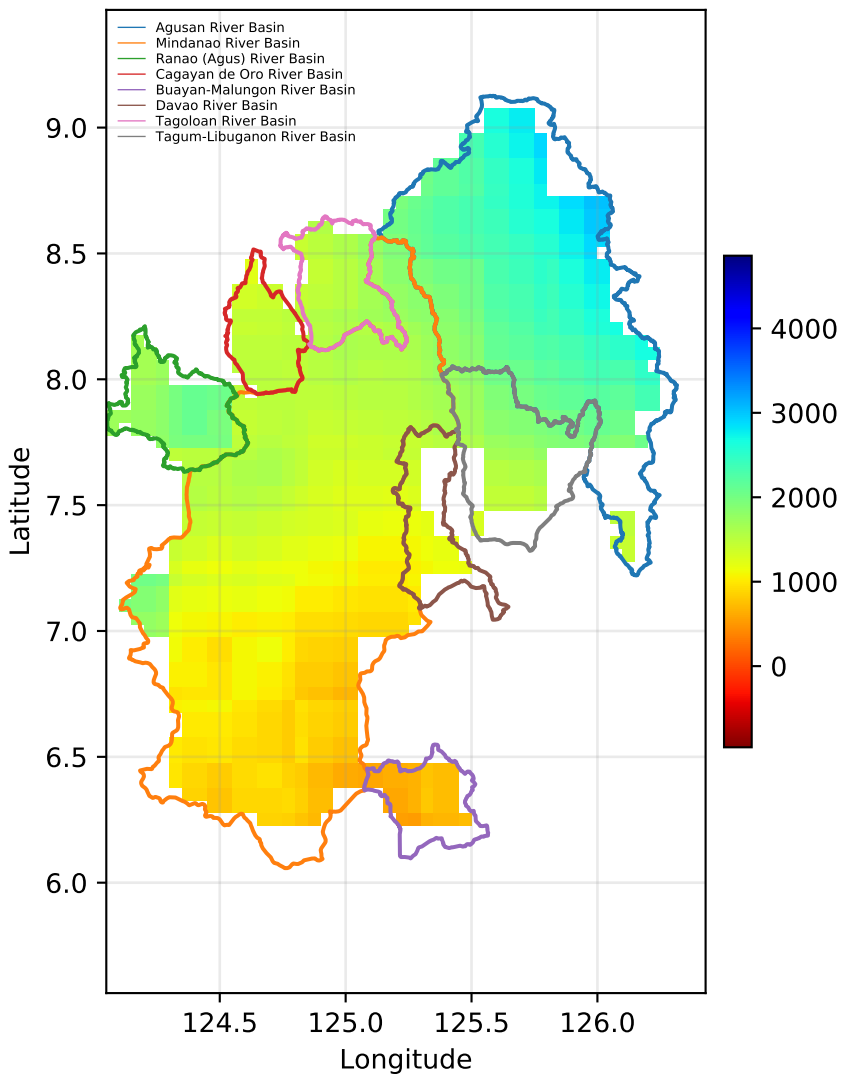 Agusan River Basin
Mindanao River Basin
Ranao (Agus) River Basin
Cagayan de Oro River Basin
Buayan-Malungon River Basin
Davao River Basin
Tagoloan River Basin
Tagum-Libuganon River Basin
9.0
8.5
8.0
7.5
7.0
6.5
6.0
Latitude
124.5 125.0 125.5 126.0
Longitude
4000
3000
2000
1000
0